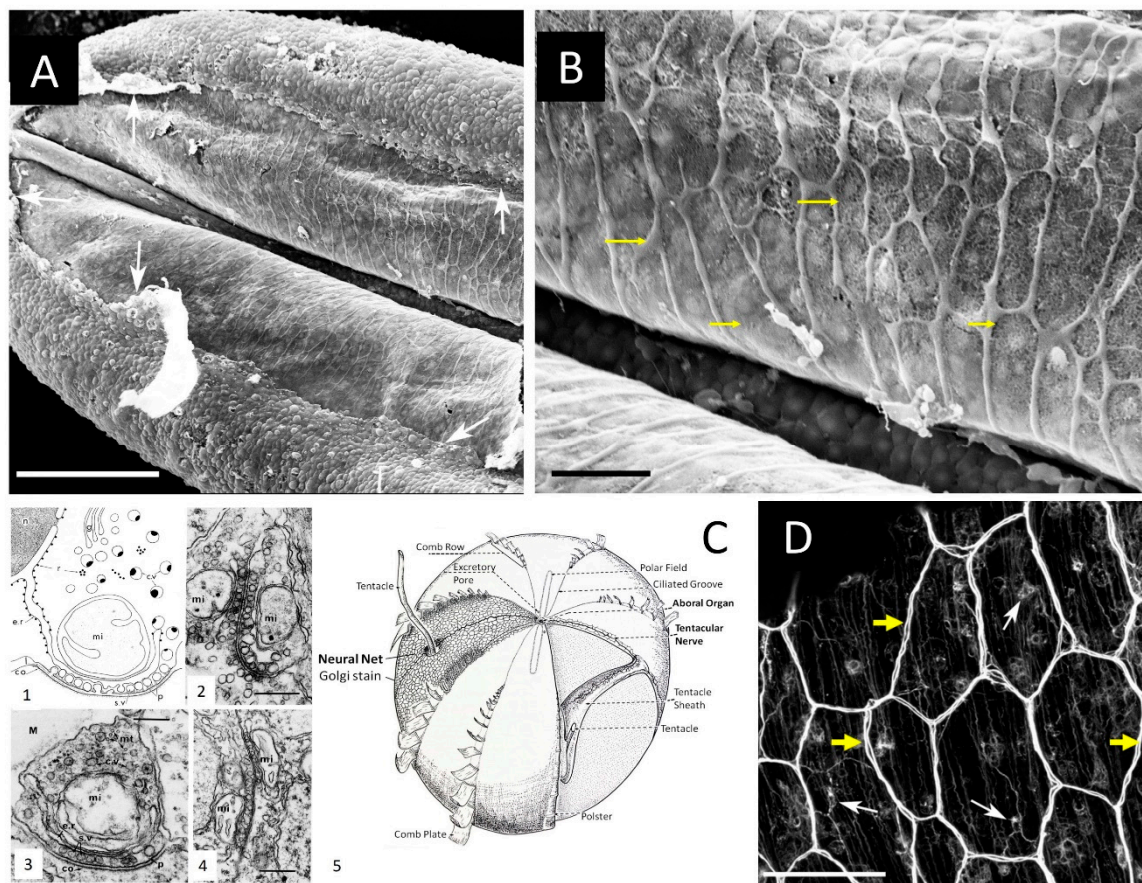 A
B
C
D
n
g
r
c.v.
e.r
mi
co
s.v
p
1
mi
mi
2
M
mt
c.v.
mi
e.r
s.v
co
p
3
mi
mi
4
Comb Row
Excretory
Pore
Tentacle
Neural Net
Golgi stain
Comb Plate
Polar Field
Ciliated Groove
Aboral Organ
Tentacular
Nerve
Tentacle
Sheath
Tentacle
Polster
5